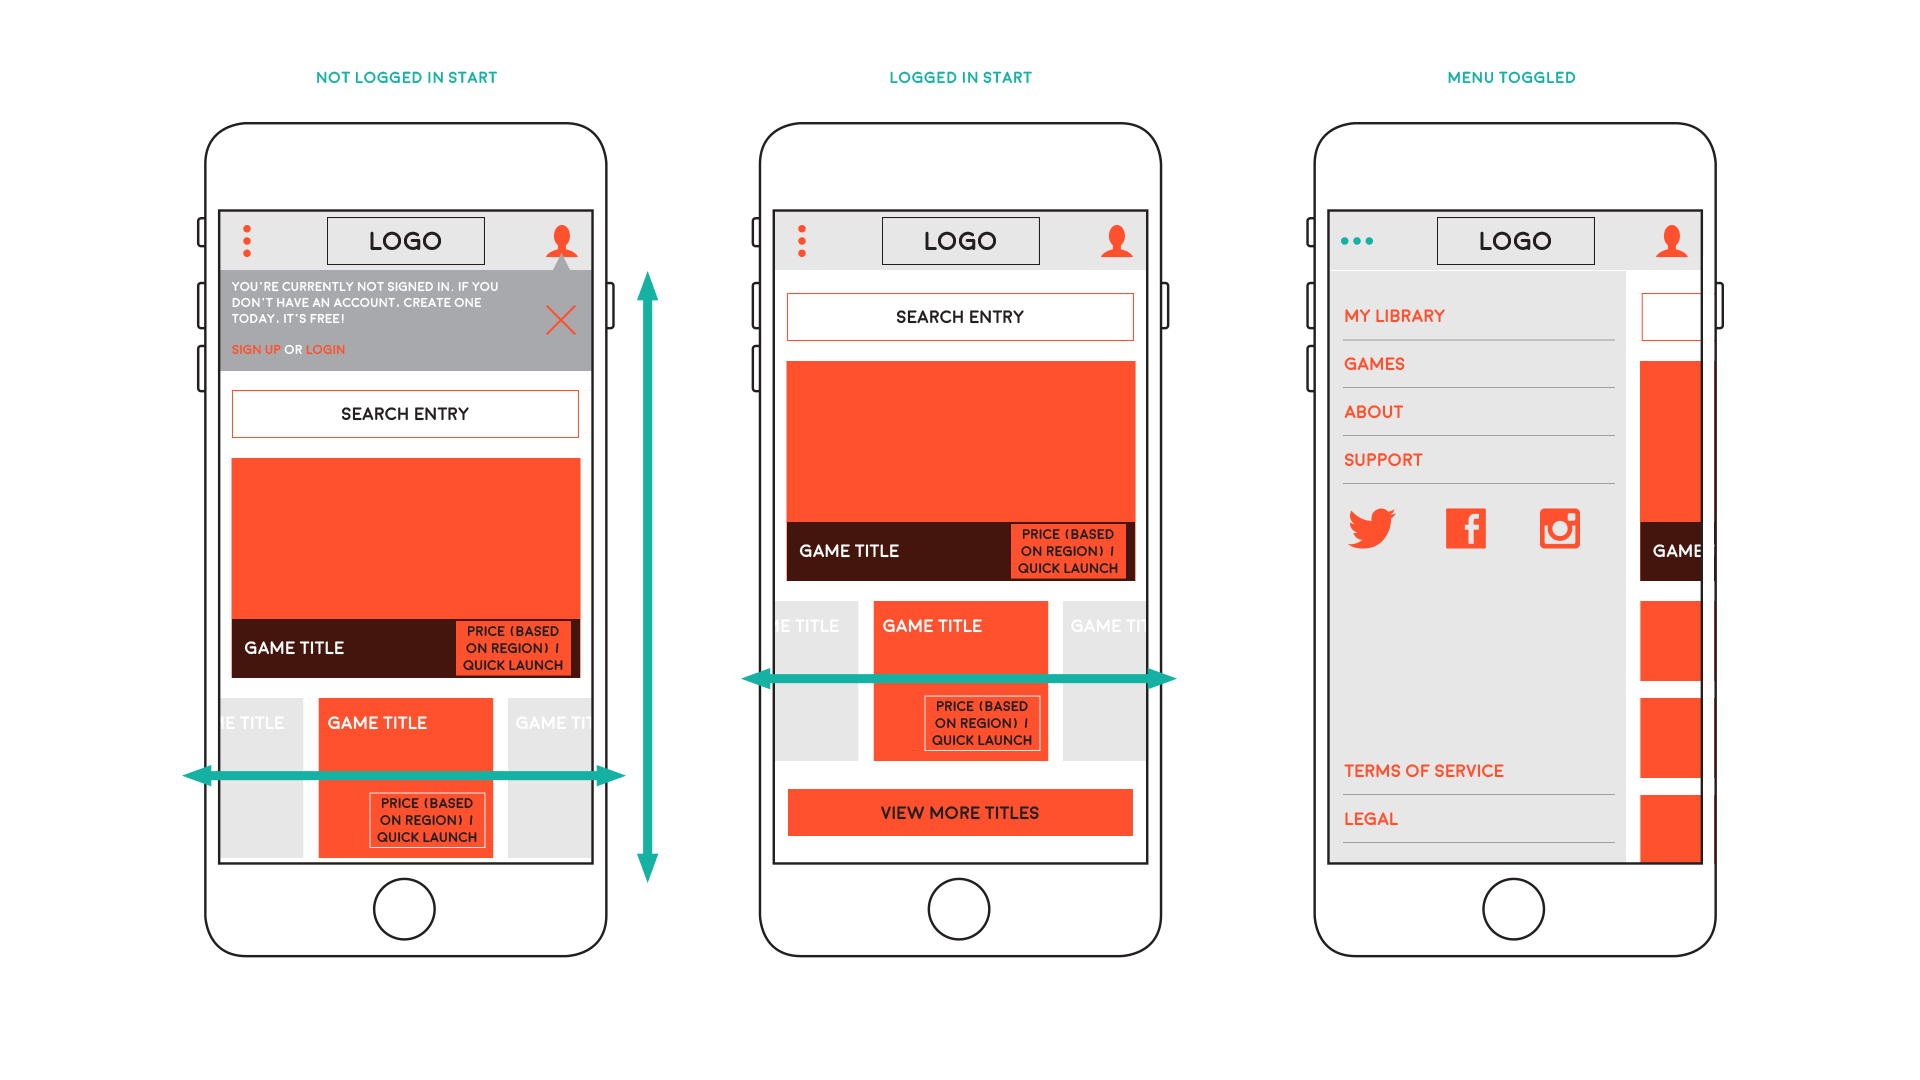 NOT LOGGED IN START
LOGO
YOU'RE CURRENTLY NOT SIGNED IN. IF YOU
DON'T HAVE AN ACCOUNT. CREATE ONE
TODAY. IT'S FREE!
SIGN UP OR LOGIN
SEARCH ENTRY
GAME TITLE
PRICE (BASED
ON REGION) /
QUICK LAUNCH
E TITLE
GAME TITLE
GAME TIT
PRICE (BASED
ON REGION) /
QUICK LAUNCH
LOGGED IN START
LOGO
SEARCH ENTRY
GAME TITLE
PRICE (BASED
ON REGION) /
QUICK LAUNCH
E TITLE
GAME TITLE
GAME TIT
PRICE (BASED
ON REGION) /
QUICK LAUNCH
VIEW MORE TITLES
MENU TOGGLED
LOGO
MY LIBRARY
GAMES
ABOUT
SUPPORT
GAME
TERMS OF SERVICE
LEGAL